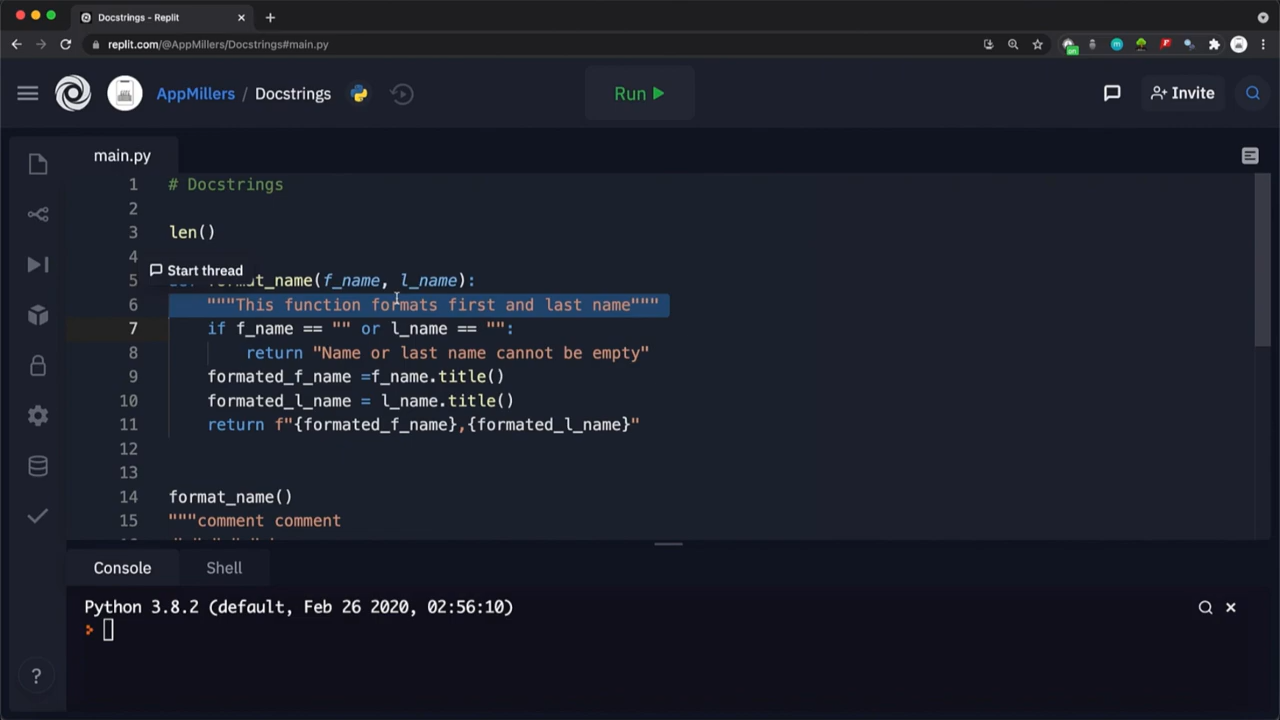 Docstrings - Replit
replit.com/@AppMillers/Docstrings#main.py
AppMillers / Docstrings
Run
Invite
main.py
1 # Docstrings
2
3 len()
4
Start thread
5 format_name(f_name, l_name):
6 """This function formats first and last name"""
7 if f_name == "" or l_name == "":
8 return "Name or last name cannot be empty"
9 formated_f_name =f_name.title()
10 formated_l_name = l_name.title()
11 return f"{formated_f_name},{formated_l_name}"
12
13
14 format_name()
15 """comment comment
Console Shell
Python 3.8.2 (default, Feb 26 2020, 02:56:10)
?